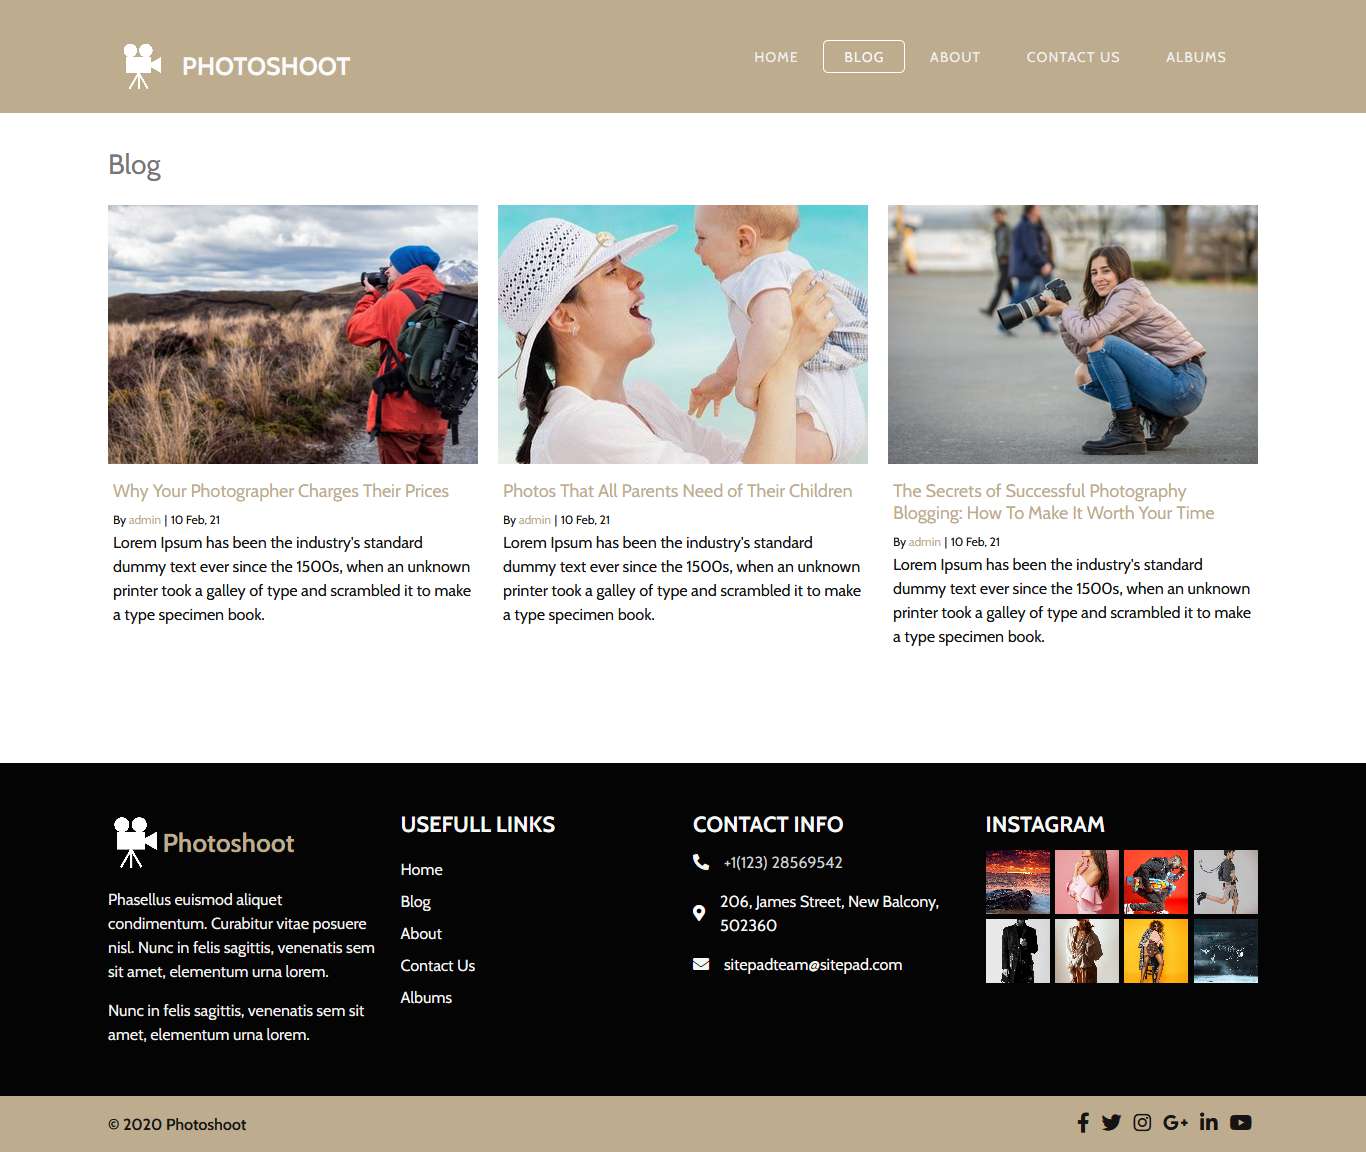 PHOTOSHOOT
HOME
BLOG
ABOUT
CONTACT US
ALBUMS
Blog
Why Your Photographer Charges Their Prices
By admin | 10 Feb, 21
Lorem Ipsum has been the industry's standard
dummy text ever since the 1500s, when an unknown
printer took a galley of type and scrambled it to make
a type specimen book.
Photos That All Parents Need of Their Children
By admin | 10 Feb, 21
Lorem Ipsum has been the industry's standard
dummy text ever since the 1500s, when an unknown
printer took a galley of type and scrambled it to make
a type specimen book.
The Secrets of Successful Photography
Blogging: How To Make It Worth Your Time
By admin | 10 Feb, 21
Lorem Ipsum has been the industry's standard
dummy text ever since the 1500s, when an unknown
printer took a galley of type and scrambled it to make
a type specimen book.
Photoshoot
Phasellus euismod aliquet
condimentum. Curabitur vitae posuere
nisl. Nunc in felis sagittis, venenatis sem
sit amet, elementum urna lorem.
Nunc in felis sagittis, venenatis sem sit
amet, elementum urna lorem.
USEFULL LINKS
Home
Blog
About
Contact Us
Albums
CONTACT INFO
+1(123) 28569542
206, James Street, New Balcony,
502360
sitepadteam@sitepad.com
INSTAGRAM
© 2020 Photoshoot